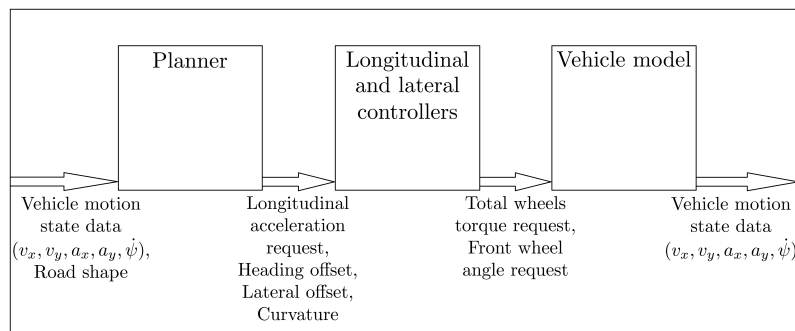 Planner
Longitudinal
and lateral
controllers
Vehicle model
Vehicle motion
state data
(v_x, v_y, a_x, a_y, ψ̇),
Road shape
Longitudinal
acceleration
request,
Heading offset,
Lateral offset,
Curvature
Total wheels
torque request,
Front wheel
angle request
Vehicle motion
state data
(v_x, v_y, a_x, a_y, ψ̇)